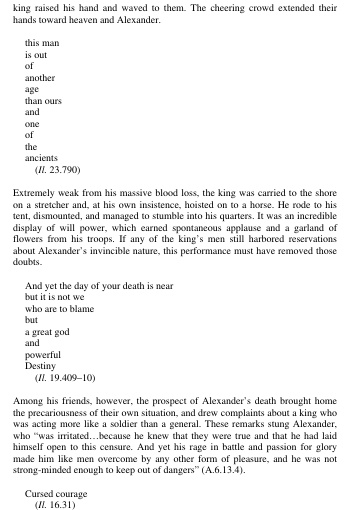 king raised his hand and waved to them. The cheering crowd extended their
hands toward heaven and Alexander.
this man
is out
of
another
age
than ours
and
one
of
the
ancients
(Il. 23.790)
Extremely weak from his massive blood loss, the king was carried to the shore
on a stretcher and, at his own insistence, hoisted on to a horse. He rode to his
tent, dismounted, and managed to stumble into his quarters. It was an incredible
display of will power, which earned spontaneous applause and a garland of
flowers from his troops. If any of the king's men still harbored reservations
about Alexander's invincible nature, this performance must have removed those
doubts.
And yet the day of your death is near
but it is not we
who are to blame
but
a great god
and
powerful
Destiny
(Il. 19.409–10)
Among his friends, however, the prospect of Alexander's death brought home
the precariousness of their own situation, and drew complaints about a king who
was acting more like a soldier than a general. These remarks stung Alexander,
who “was irritated…because he knew that they were true and that he had laid
himself open to this censure. And yet his rage in battle and passion for glory
made him like men overcome by any other form of pleasure, and he was not
strong-minded enough to keep out of dangers” (A.6.13.4).
Cursed courage
(Il. 16.31)